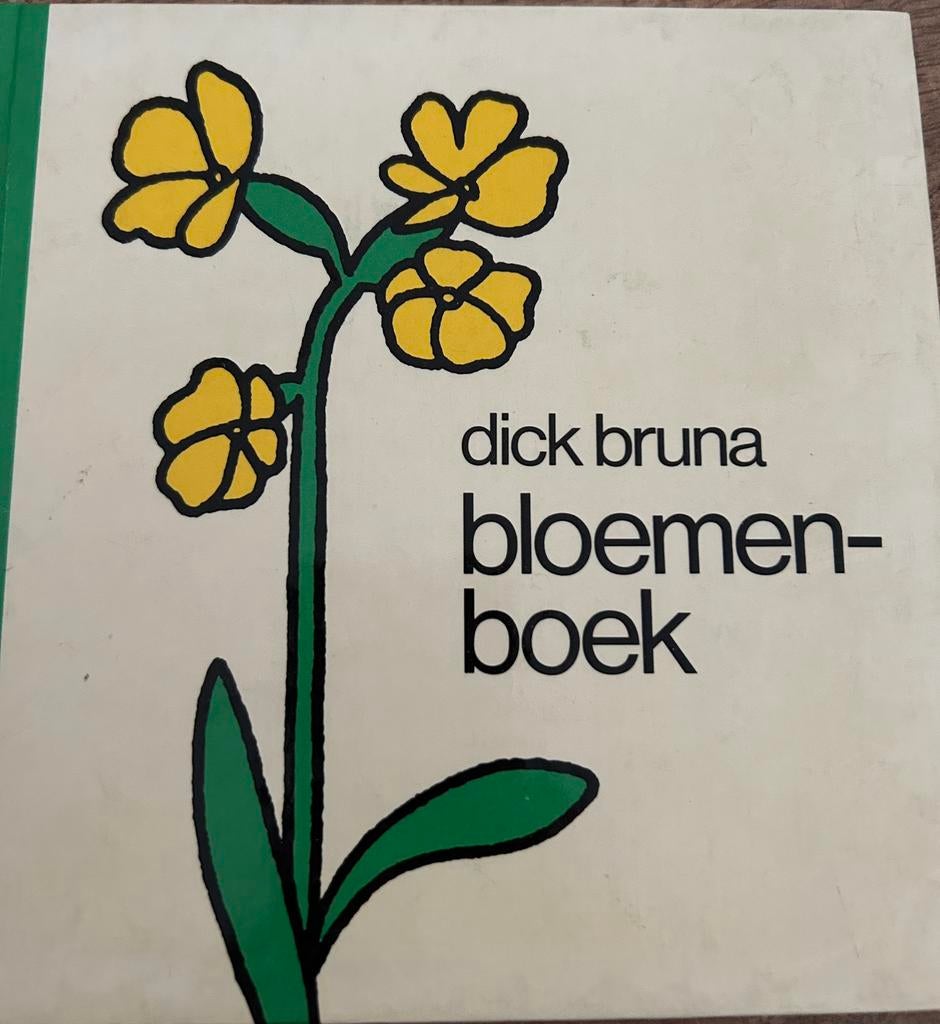 dick bruna
bloemen-
boek